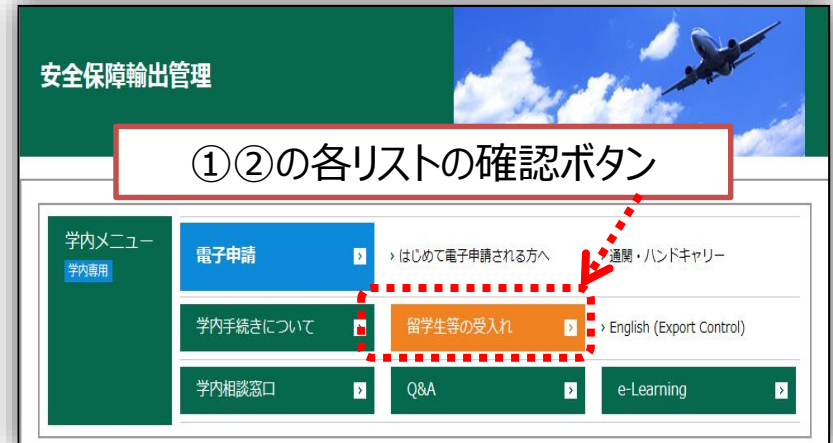 安全保障輸出管理
①②の各リストの確認ボタン
学内メニュー
学内専用
電子申請
› はじめて電子申請される方へ
› 通関・ハンドキャリー
学内手続きについて
留学生等の受入れ
› English (Export Control)
学内相談窓口
Q&A
e-Learning